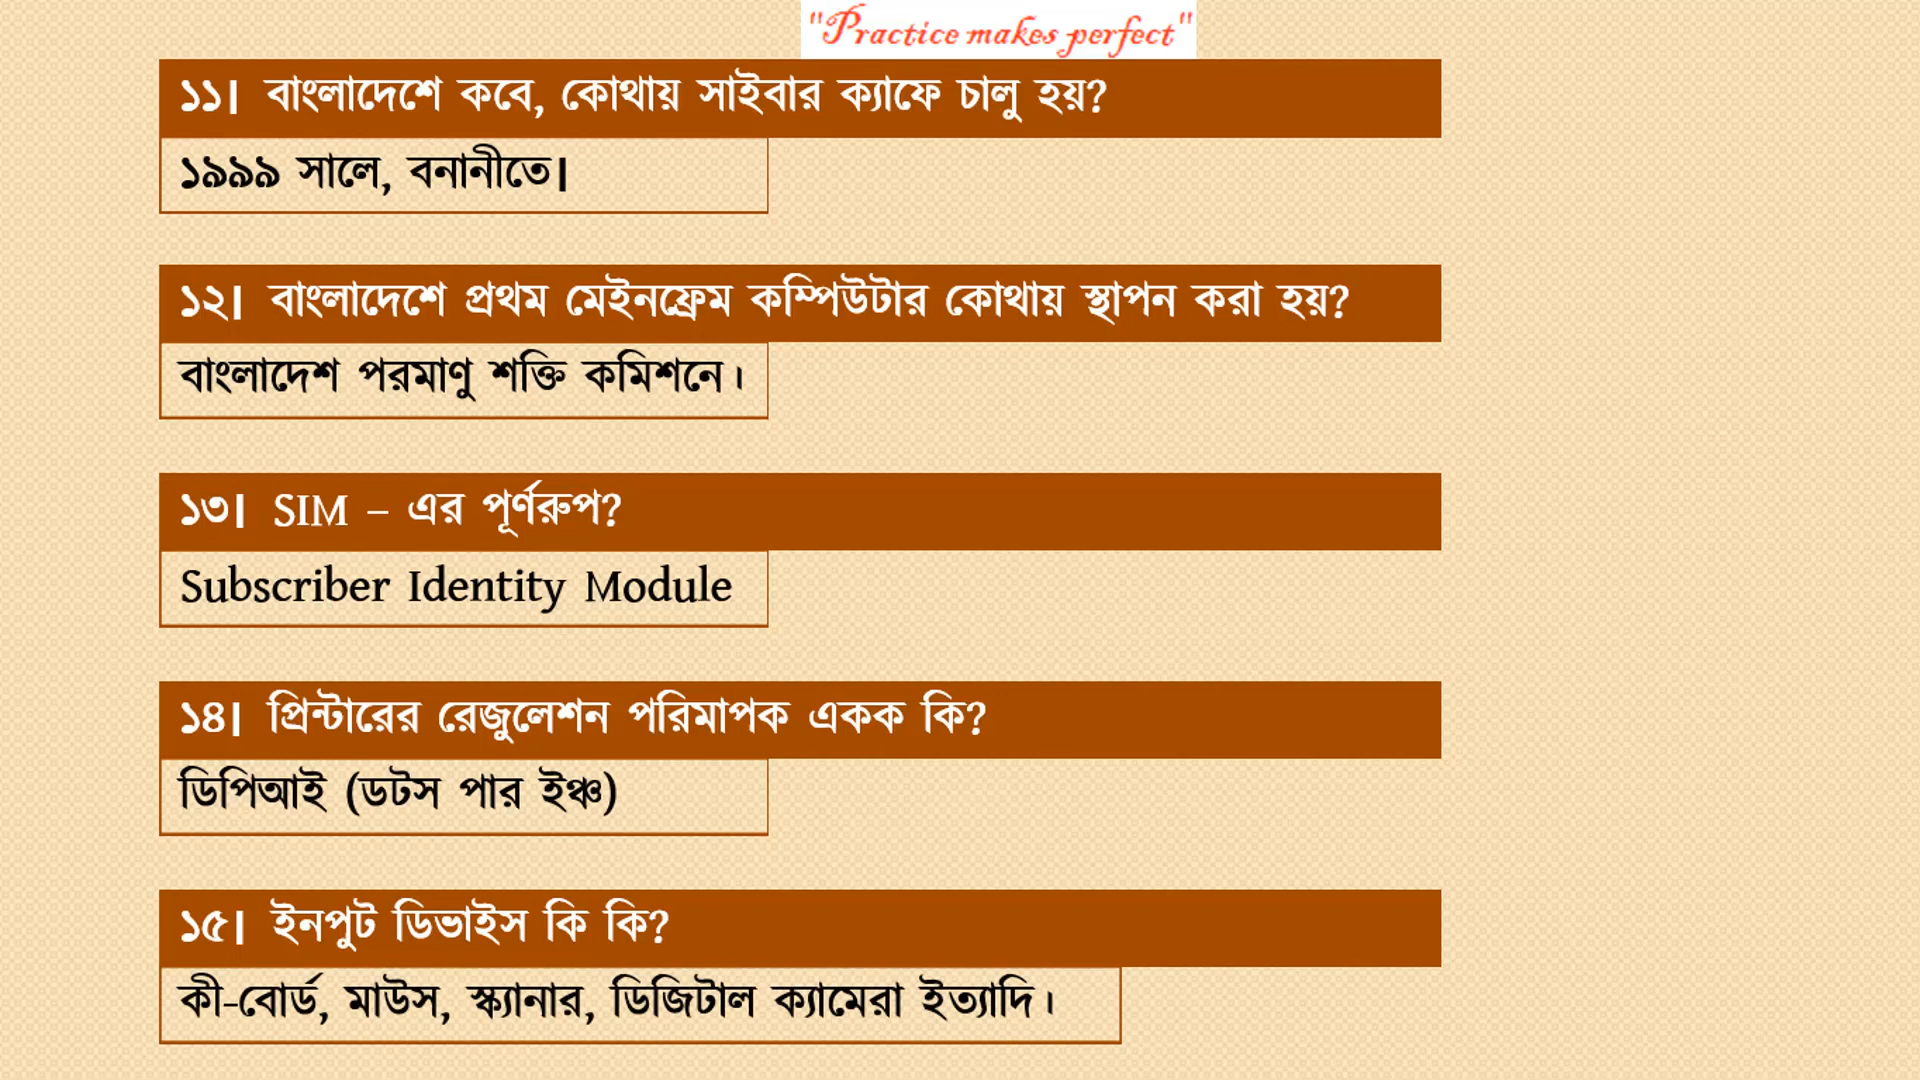 "Practice makes perfect"
১১। বাংলাদেশে কবে, কোথায় সাইবার ক্যাফে চালু হয়?
১৯৯৯ সালে, বনানীতে।
১২। বাংলাদেশে প্রথম মেইনফ্রেম কম্পিউটার কোথায় স্থাপন করা হয়?
বাংলাদেশ পরমাণু শক্তি কমিশনে।
১৩। SIM – এর পূর্ণরুপ?
Subscriber Identity Module
১৪। প্রিন্টারের রেজুলেশন পরিমাপক একক কি?
ডিপিআই (ডটস পার ইঞ্চ)
১৫। ইনপুট ডিভাইস কি কি?
কী-বোর্ড, মাউস, স্ক্যানার, ডিজিটাল ক্যামেরা ইত্যাদি।